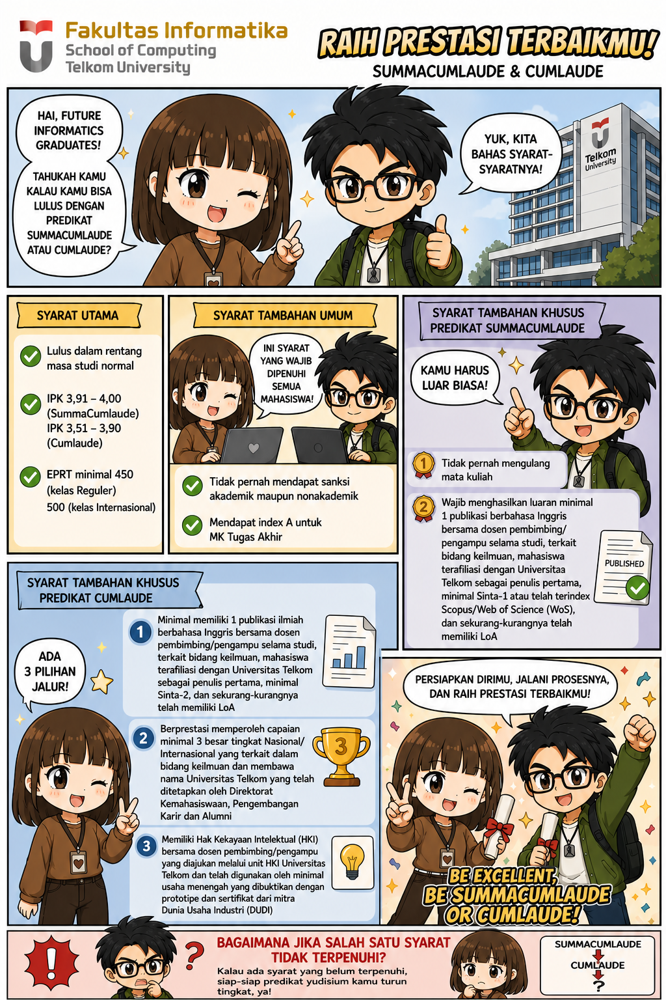 Fakultas Informatika
School of Computing
Telkom University
RAIH PRESTASI TERBAIKMU!
SUMMACUMLAUDE & CUMLAUDE
HAI, FUTURE
INFORMATICS
GRADUATES!
TAHUKAH KAMU
KALAU KAMU BISA
LULUS DENGAN
PREDIKAT
SUMMACUMLAUDE
ATAU CUMLAUDE?
YUK, KITA
BAHAS SYARAT-
SYARATNYA!
Telkom
University
SYARAT UTAMA
Lulus dalam rentang
masa studi normal
IPK 3,91 – 4,00
(SummaCumlaude)
IPK 3,51 – 3,90
(Cumlaude)
EPRT minimal 450
(kelas Reguler)
500 (kelas Internasional)
SYARAT TAMBAHAN UMUM
INI SYARAT
YANG WAJIB
DIPENUHI
SEMUA
MAHASISWA!
Tidak pernah mendapat sanksi
akademik maupun nonakademik
Mendapat index A untuk
MK Tugas Akhir
SYARAT TAMBAHAN KHUSUS
PREDIKAT SUMMACUMLAUDE
KAMU HARUS
LUAR BIASA!
1
Tidak pernah mengulang
mata kuliah
2
Wajib menghasilkan luaran minimal
1 publikasi berbahasa Inggris
bersama dosen pembimbing/
pengampu selama studi, terkait
bidang keilmuan, mahasiswa
terafiliasi dengan Universitaa
Telkom sebagai penulis pertama,
minimal Sinta-1 atau telah terindex
Scopus/Web of Science (WoS),
dan sekurang-kurangnya telah
memiliki LoA
PUBLISHED
SYARAT TAMBAHAN KHUSUS
PREDIKAT CUMLAUDE
ADA
3 PILIHAN
JALUR!
1
Minimal memiliki 1 publikasi ilmiah
berbahasa Inggris bersama dosen
pembimbing/pengampu selama studi,
terkait bidang keilmuan, mahasiswa
terafiliasi dengan Universitas Telkom
sebagai penulis pertama, minimal
Sinta-2, dan sekurang-kurangnya
telah memiliki LoA
2
Berprestasi memperoleh capaian
minimal 3 besar tingkat Nasional/
Internasional yang terkait dalam
bidang keilmuan dan membawa
nama Universitas Telkom yang telah
ditetapkan oleh Direktorat
Kemahasiswaan, Pengembangan
Karir dan Alumni
3
3
Memiliki Hak Kekayaan Intelektual (HKI)
bersama dosen pembimbing/pengampu
yang diajukan melalui unit HKI Universitas
Telkom dan telah digunakan oleh minimal
usaha menengah yang dibuktikan dengan
prototipe dan sertifikat dari mitra
Dunia Usaha Industri (DUDI)
PERSIAPKAN DIRIMU, JALANI PROSESNYA,
DAN RAIH PRESTASI TERBAIKMU!
BE EXCELLENT,
BE SUMMACUMLAUDE
OR CUMLAUDE!
!
?
BAGAIMANA JIKA SALAH SATU SYARAT
TIDAK TERPENUHI?
Kalau ada syarat yang belum terpenuhi,
siap-siap predikat yudisium kamu turun
tingkat, ya!
SUMMACUMLAUDE
CUMLAUDE
?